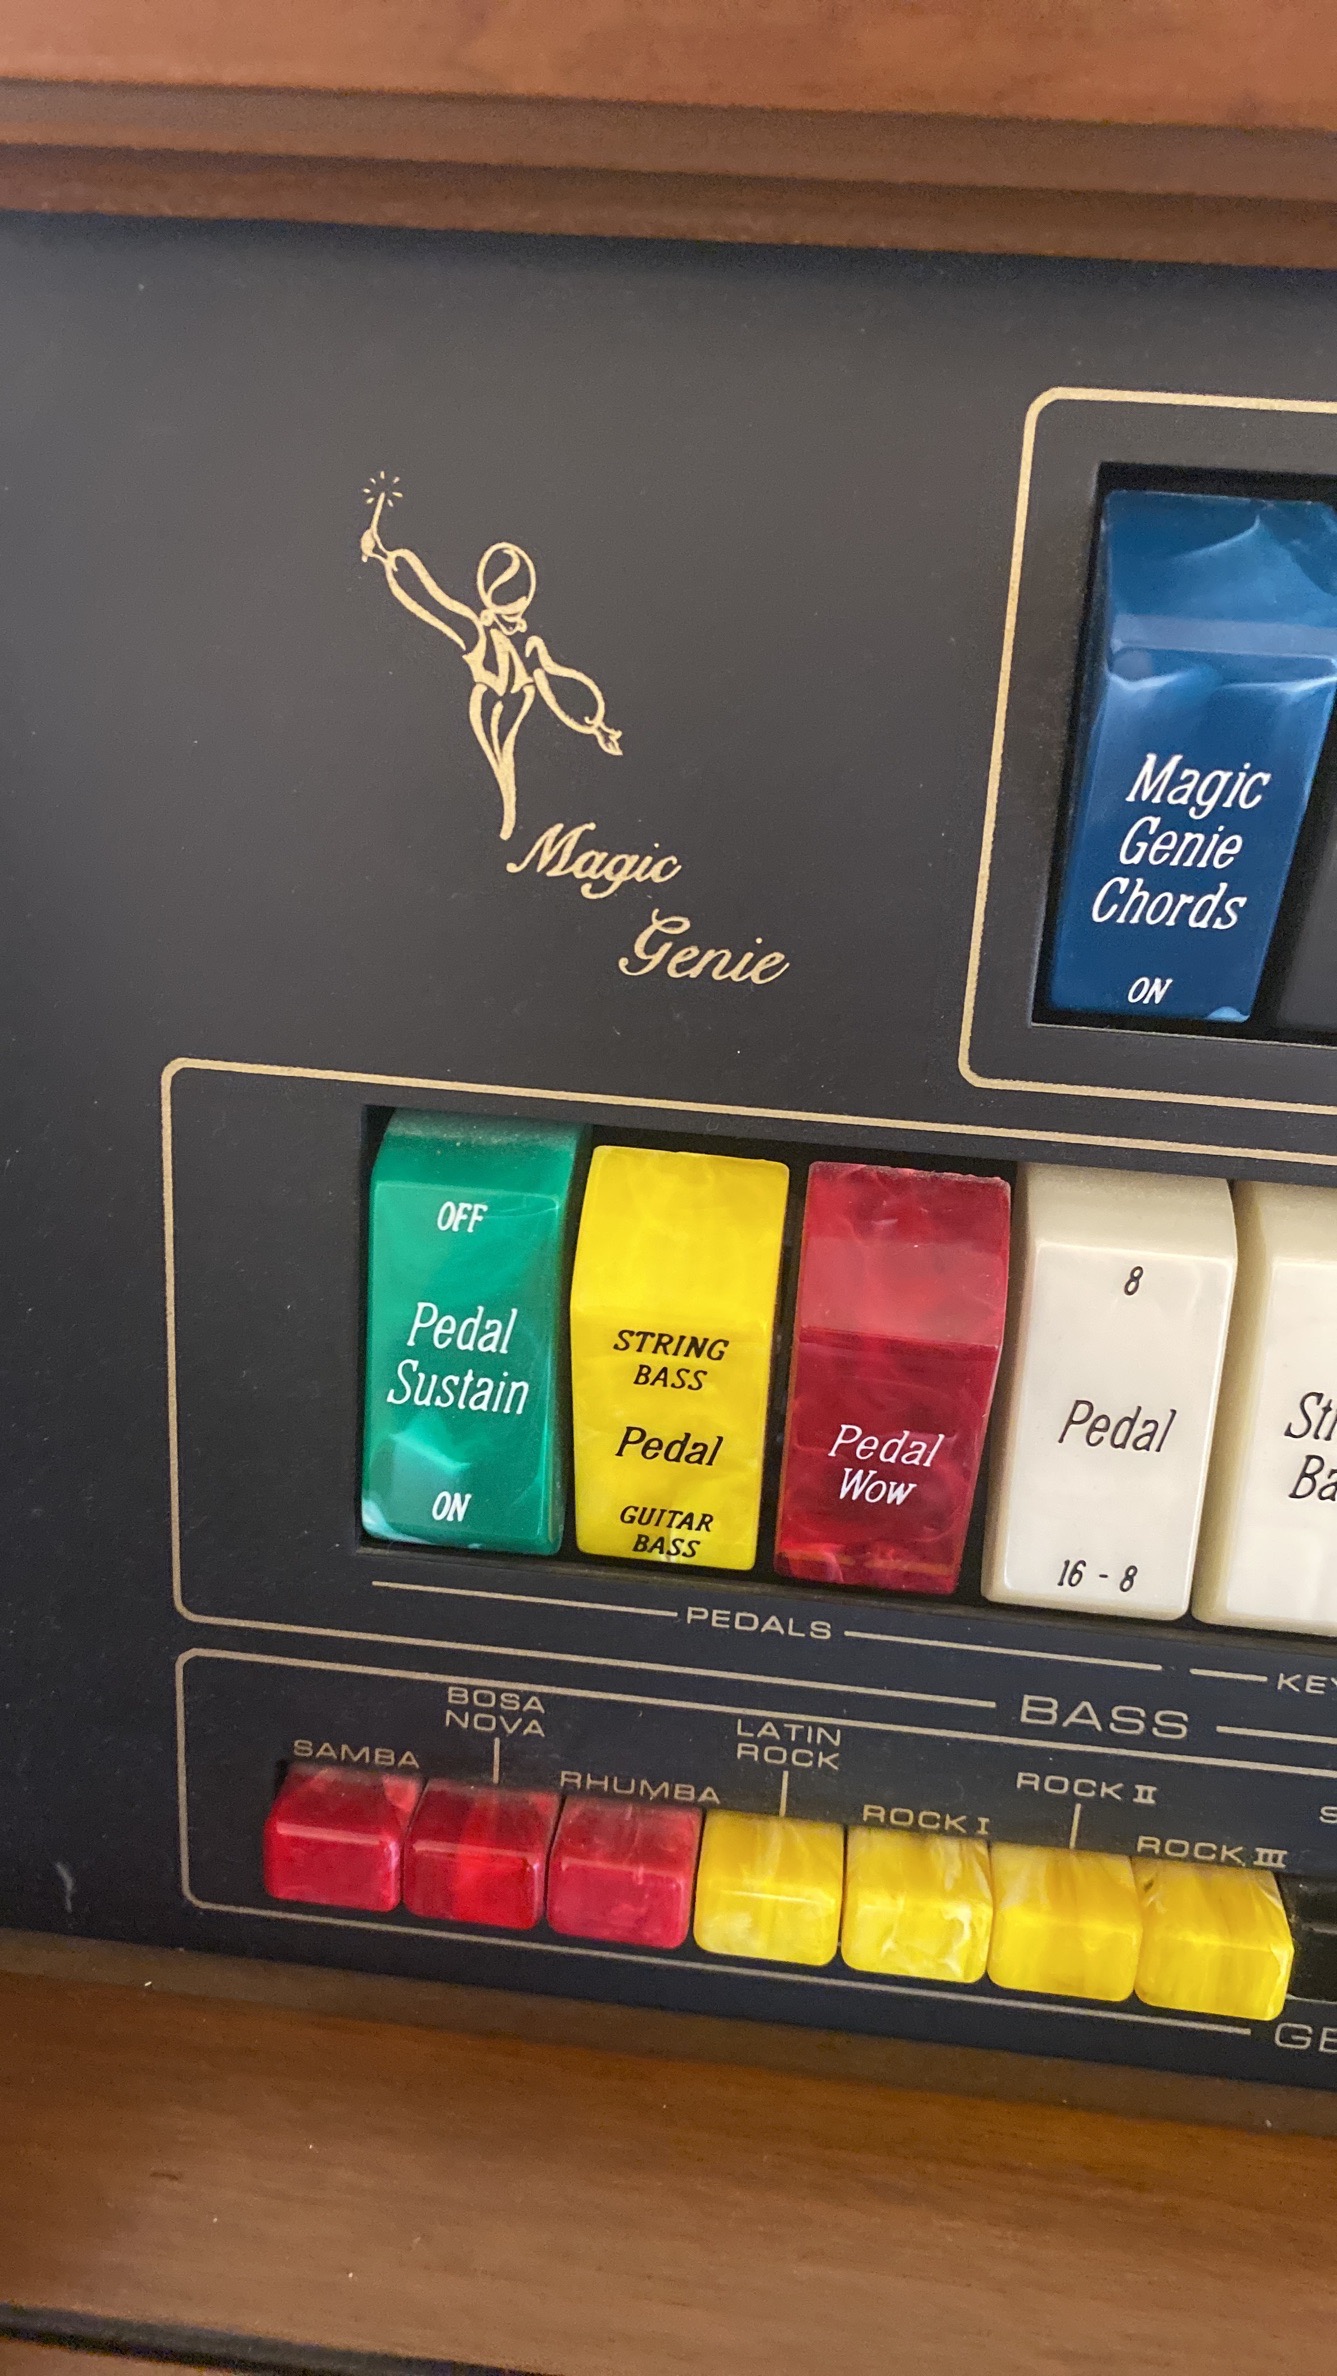 Magic
Genie
Magic
Genie
Chords
ON
OFF
Pedal
Sustain
ON
STRING
BASS
Pedal
GUITAR
BASS
Pedal
Wow
8
Pedal
16 - 8
PEDALS
BASS
SAMBA
BOSA
NOVA
RHUMBA
LATIN
ROCK
ROCK I
ROCK II
ROCK III